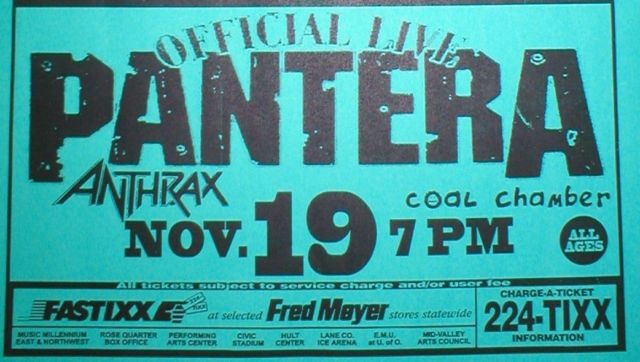 OFFICIAL LIVE
PANTERA
ANTHRAX
COAL CHAMBER
NOV. 19 7 PM
ALL
AGES
All tickets subject to service charge and/or user fee
FASTIXX 224-TIXX at selected Fred Meyer stores statewide
MUSIC MILLENNIUM
EAST & NORTHWEST
ROSE QUARTER
BOX OFFICE
PERFORMING
ARTS CENTER
CIVIC
STADIUM
HULT
CENTER
LANE CO.
ICE ARENA
E.M.U.
at U. of O.
MID-VALLEY
ARTS COUNCIL
CHARGE-A-TICKET
224-TIXX
INFORMATION